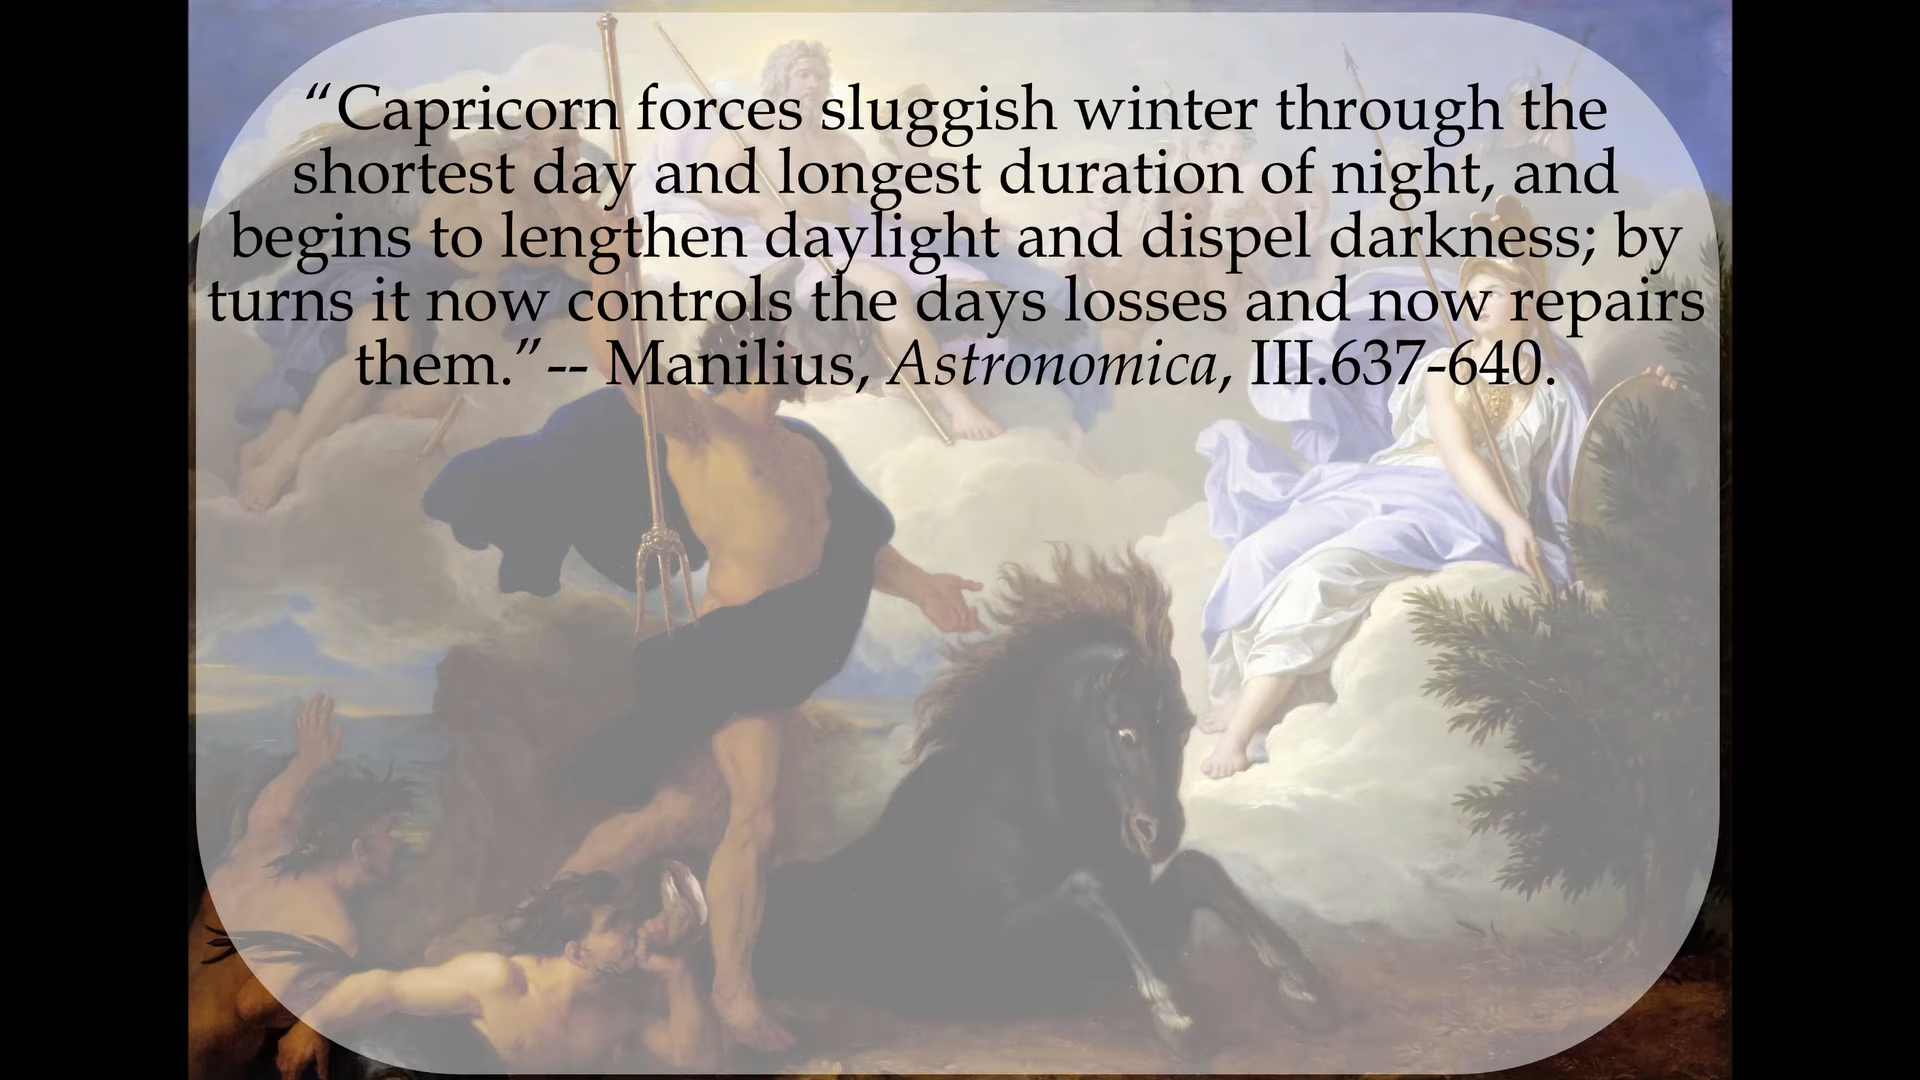 “Capricorn forces sluggish winter through the
shortest day and longest duration of night, and
begins to lengthen daylight and dispel darkness; by
turns it now controls the days losses and now repairs
them.”-- Manilius, Astronomica, III.637-640.